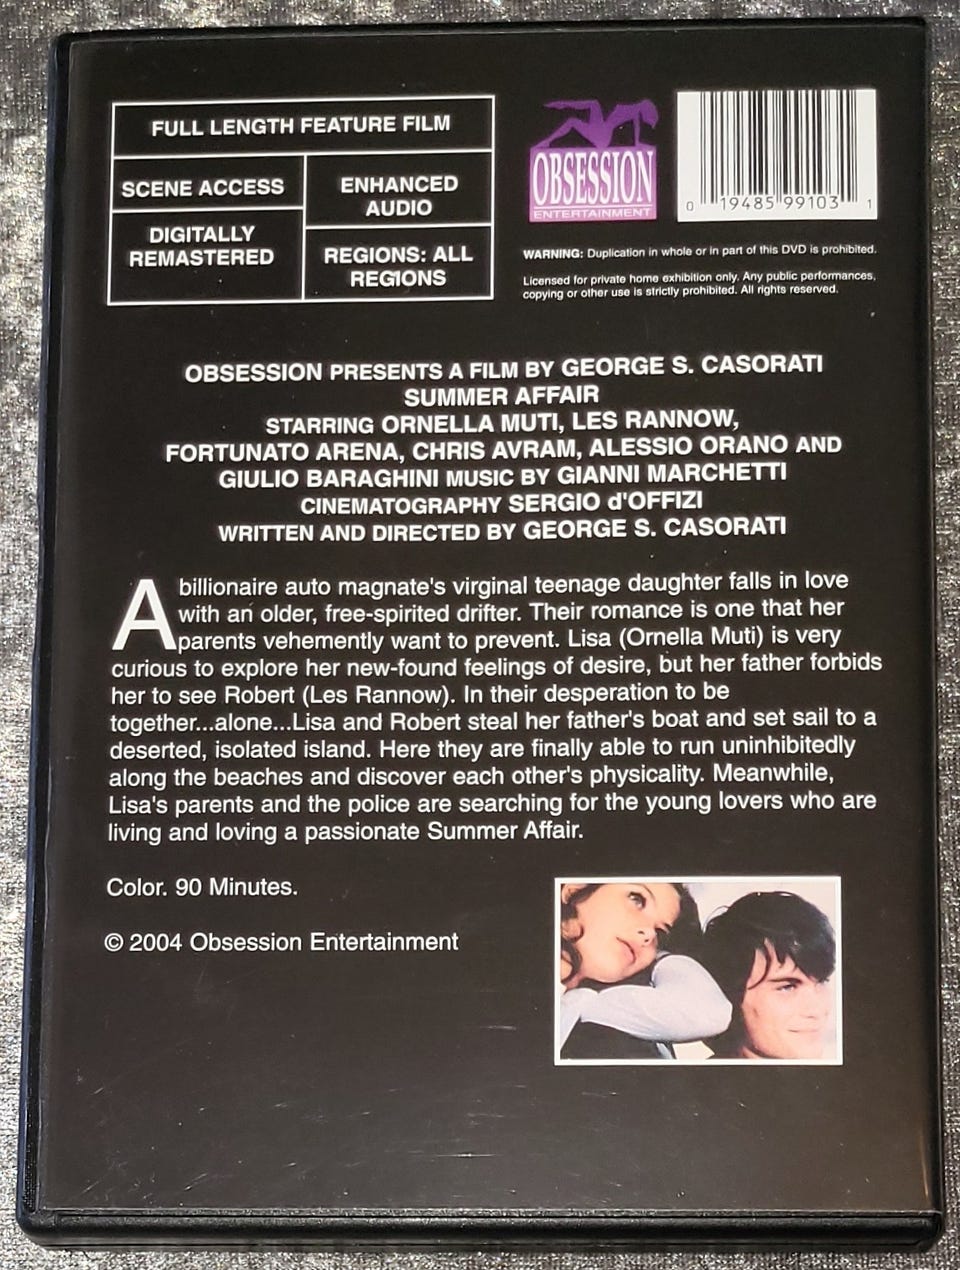 FULL LENGTH FEATURE FILM
SCENE ACCESS
ENHANCED
AUDIO
DIGITALLY
REMASTERED
REGIONS: ALL
REGIONS
OBSESSION
ENTERTAINMENT
0 19485 99103 1
WARNING: Duplication in whole or in part of this DVD is prohibited.
Licensed for private home exhibition only. Any public performances,
copying or other use is strictly prohibited. All rights reserved.
OBSESSION PRESENTS A FILM BY GEORGE S. CASORATI
SUMMER AFFAIR
STARRING ORNELLA MUTI, LES RANNOW,
FORTUNATO ARENA, CHRIS AVRAM, ALESSIO ORANO AND
GIULIO BARAGHINI MUSIC BY GIANNI MARCHETTI
CINEMATOGRAPHY SERGIO d'OFFIZI
WRITTEN AND DIRECTED BY GEORGE S. CASORATI
A billionaire auto magnate's virginal teenage daughter falls in love
with an older, free-spirited drifter. Their romance is one that her
parents vehemently want to prevent. Lisa (Ornella Muti) is very
curious to explore her new-found feelings of desire, but her father forbids
her to see Robert (Les Rannow). In their desperation to be
together...alone...Lisa and Robert steal her father's boat and set sail to a
deserted, isolated island. Here they are finally able to run uninhibitedly
along the beaches and discover each other's physicality. Meanwhile,
Lisa's parents and the police are searching for the young lovers who are
living and loving a passionate Summer Affair.
Color. 90 Minutes.
© 2004 Obsession Entertainment